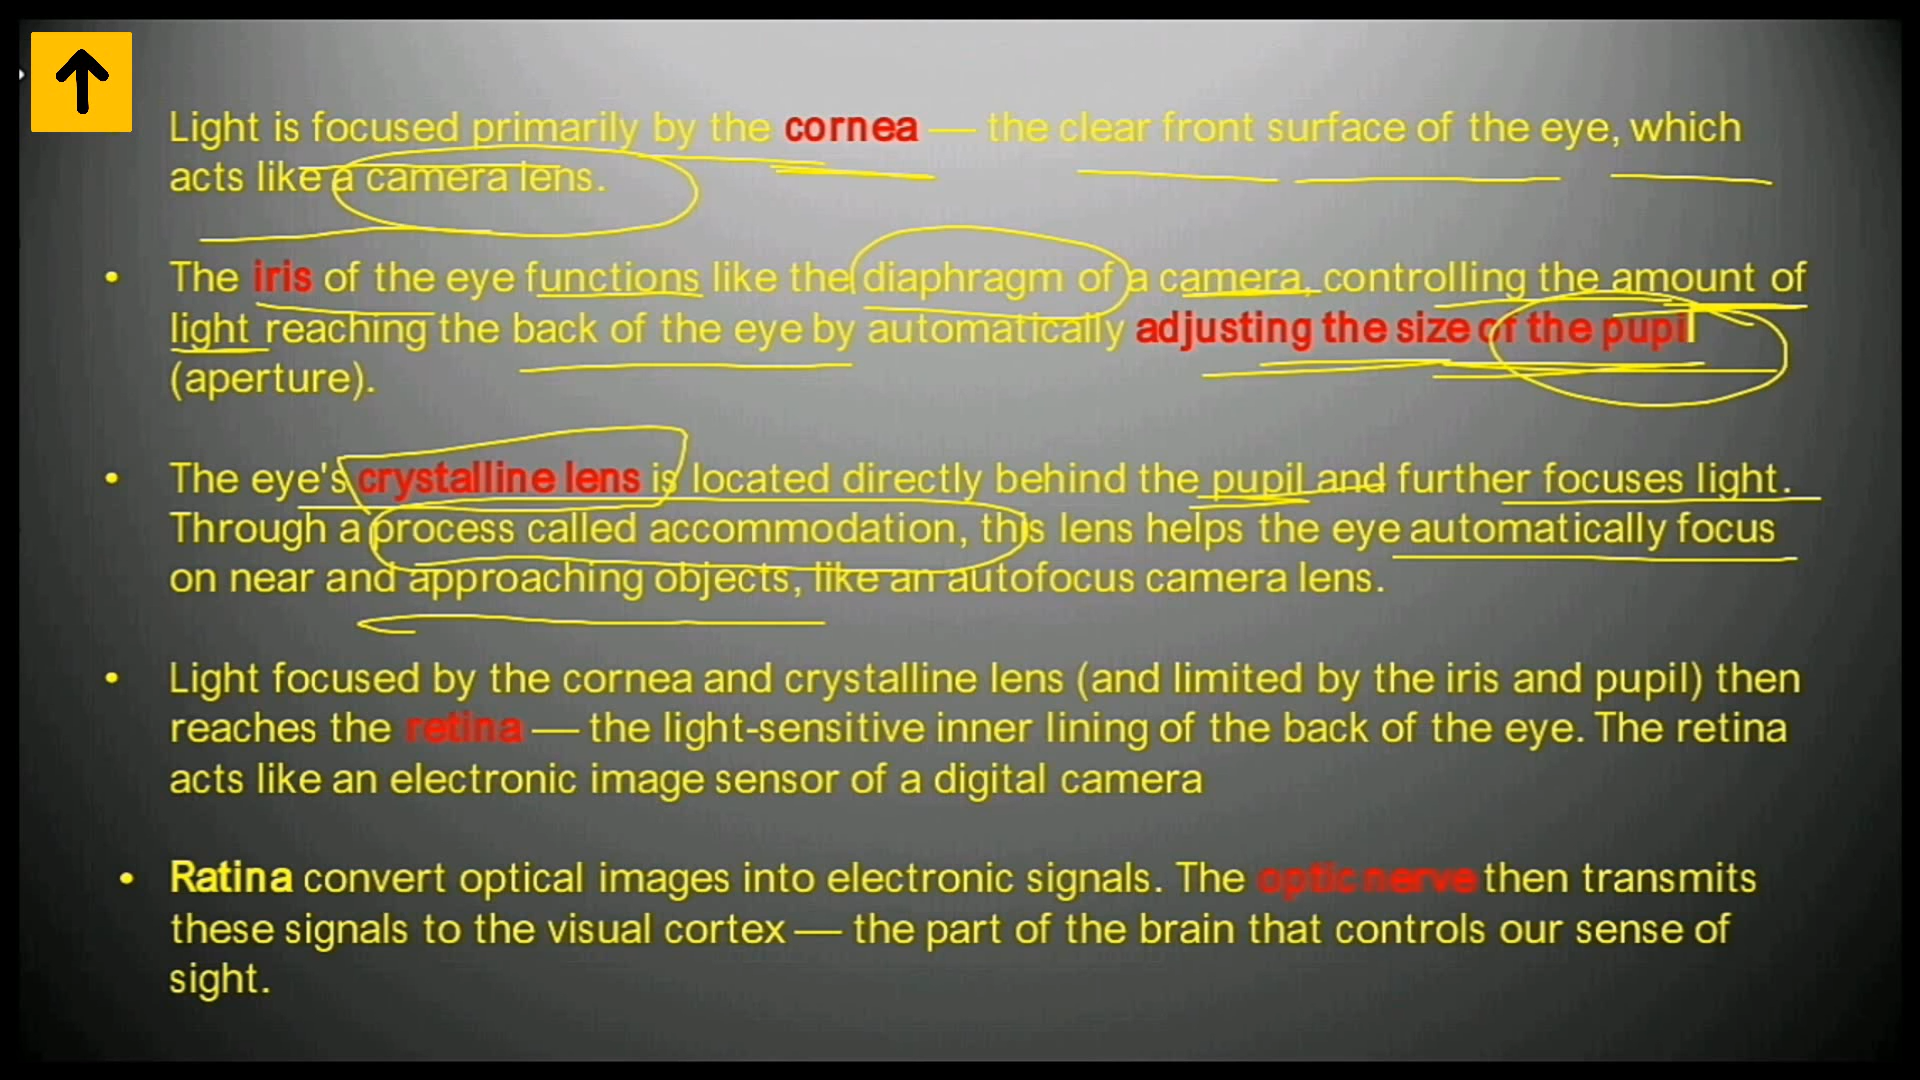 Light is focused primarily by the cornea — the clear front surface of the eye, which
acts like a camera lens.
• The iris of the eye functions like the diaphragm of a camera, controlling the amount of
light reaching the back of the eye by automatically adjusting the size of the pupil
(aperture).
• The eye's crystalline lens is located directly behind the pupil and further focuses light.
Through a process called accommodation, this lens helps the eye automatically focus
on near and approaching objects, like an autofocus camera lens.
• Light focused by the cornea and crystalline lens (and limited by the iris and pupil) then
reaches the retina — the light-sensitive inner lining of the back of the eye. The retina
acts like an electronic image sensor of a digital camera
• Ratina convert optical images into electronic signals. The optic nerve then transmits
these signals to the visual cortex — the part of the brain that controls our sense of
sight.